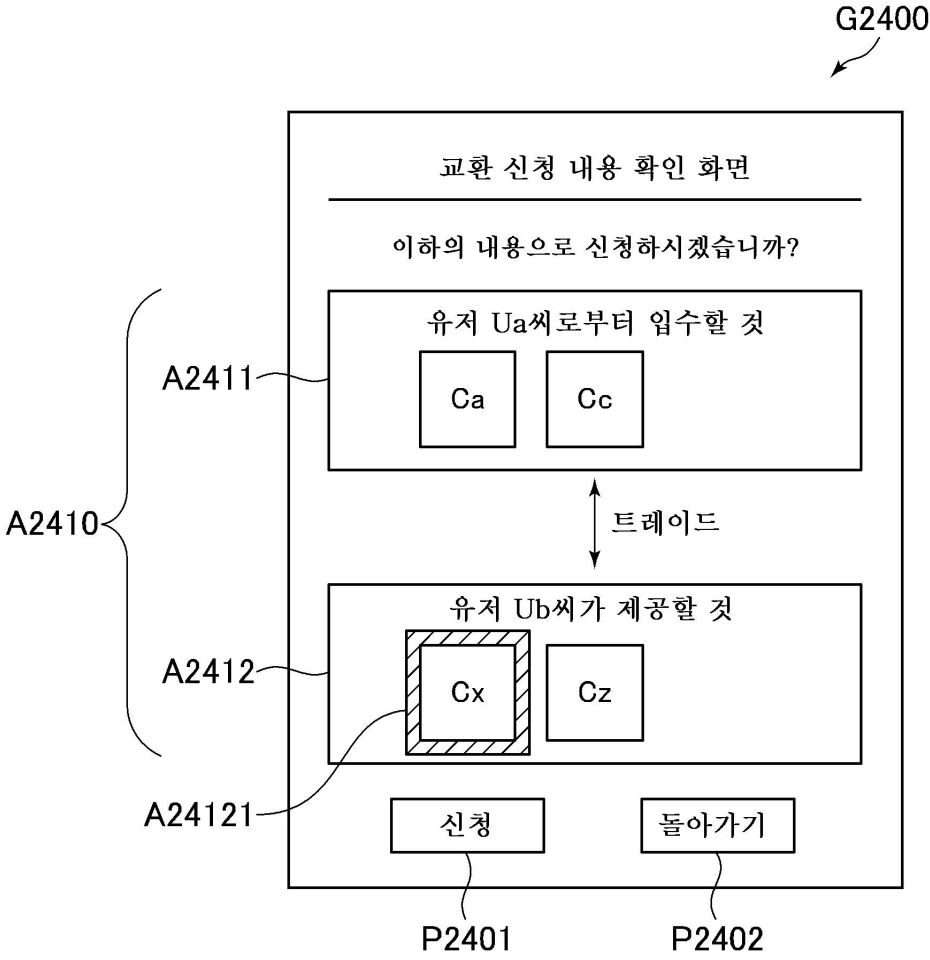 G2400
교환 신청 내용 확인 화면
이하의 내용으로 신청하시겠습니까?
유저 Ua씨로부터 입수할 것
A2411
Ca Cc
A2410
트레이드
유저 Ub씨가 제공할 것
A2412
Cx Cz
A24121
신청 돌아가기
P2401 P2402